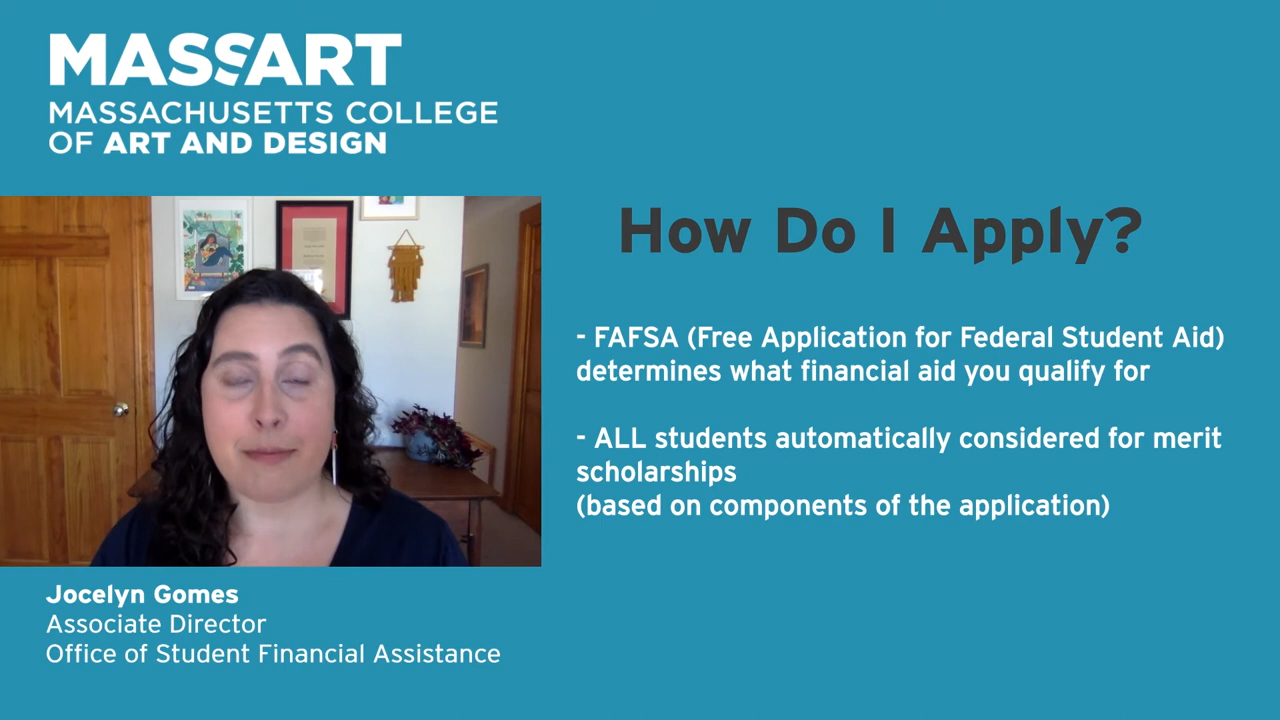 MASSART
MASSACHUSETTS COLLEGE
OF ART AND DESIGN
How Do I Apply?
- FAFSA (Free Application for Federal Student Aid)
determines what financial aid you qualify for
- ALL students automatically considered for merit
scholarships
(based on components of the application)
Jocelyn Gomes
Associate Director
Office of Student Financial Assistance